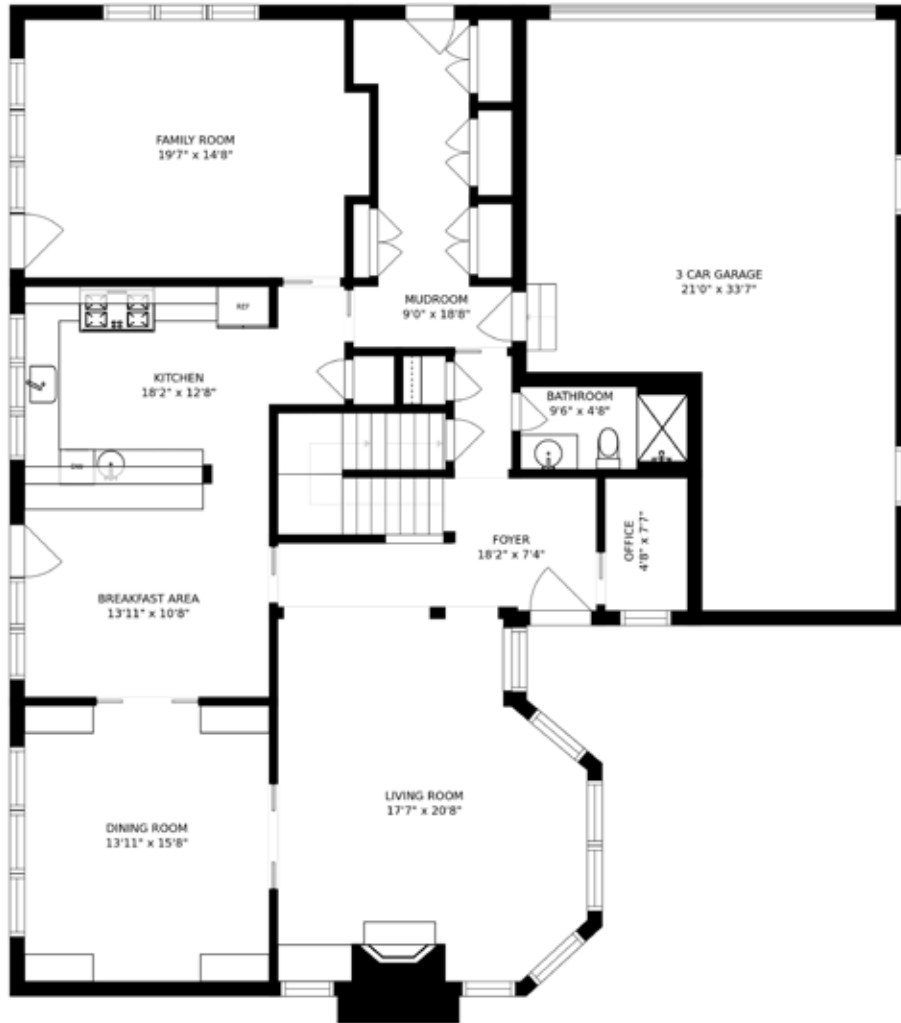 FAMILY ROOM
19'7" x 14'8"
3 CAR GARAGE
21'0" x 33'7"
MUDROOM
9'0" x 18'8"
REF
KITCHEN
18'2" x 12'8"
BATHROOM
9'6" x 4'8"
DW
FOYER
18'2" x 7'4"
OFFICE
4'8" x 7'7"
BREAKFAST AREA
13'11" x 10'8"
LIVING ROOM
17'7" x 20'8"
DINING ROOM
13'11" x 15'8"